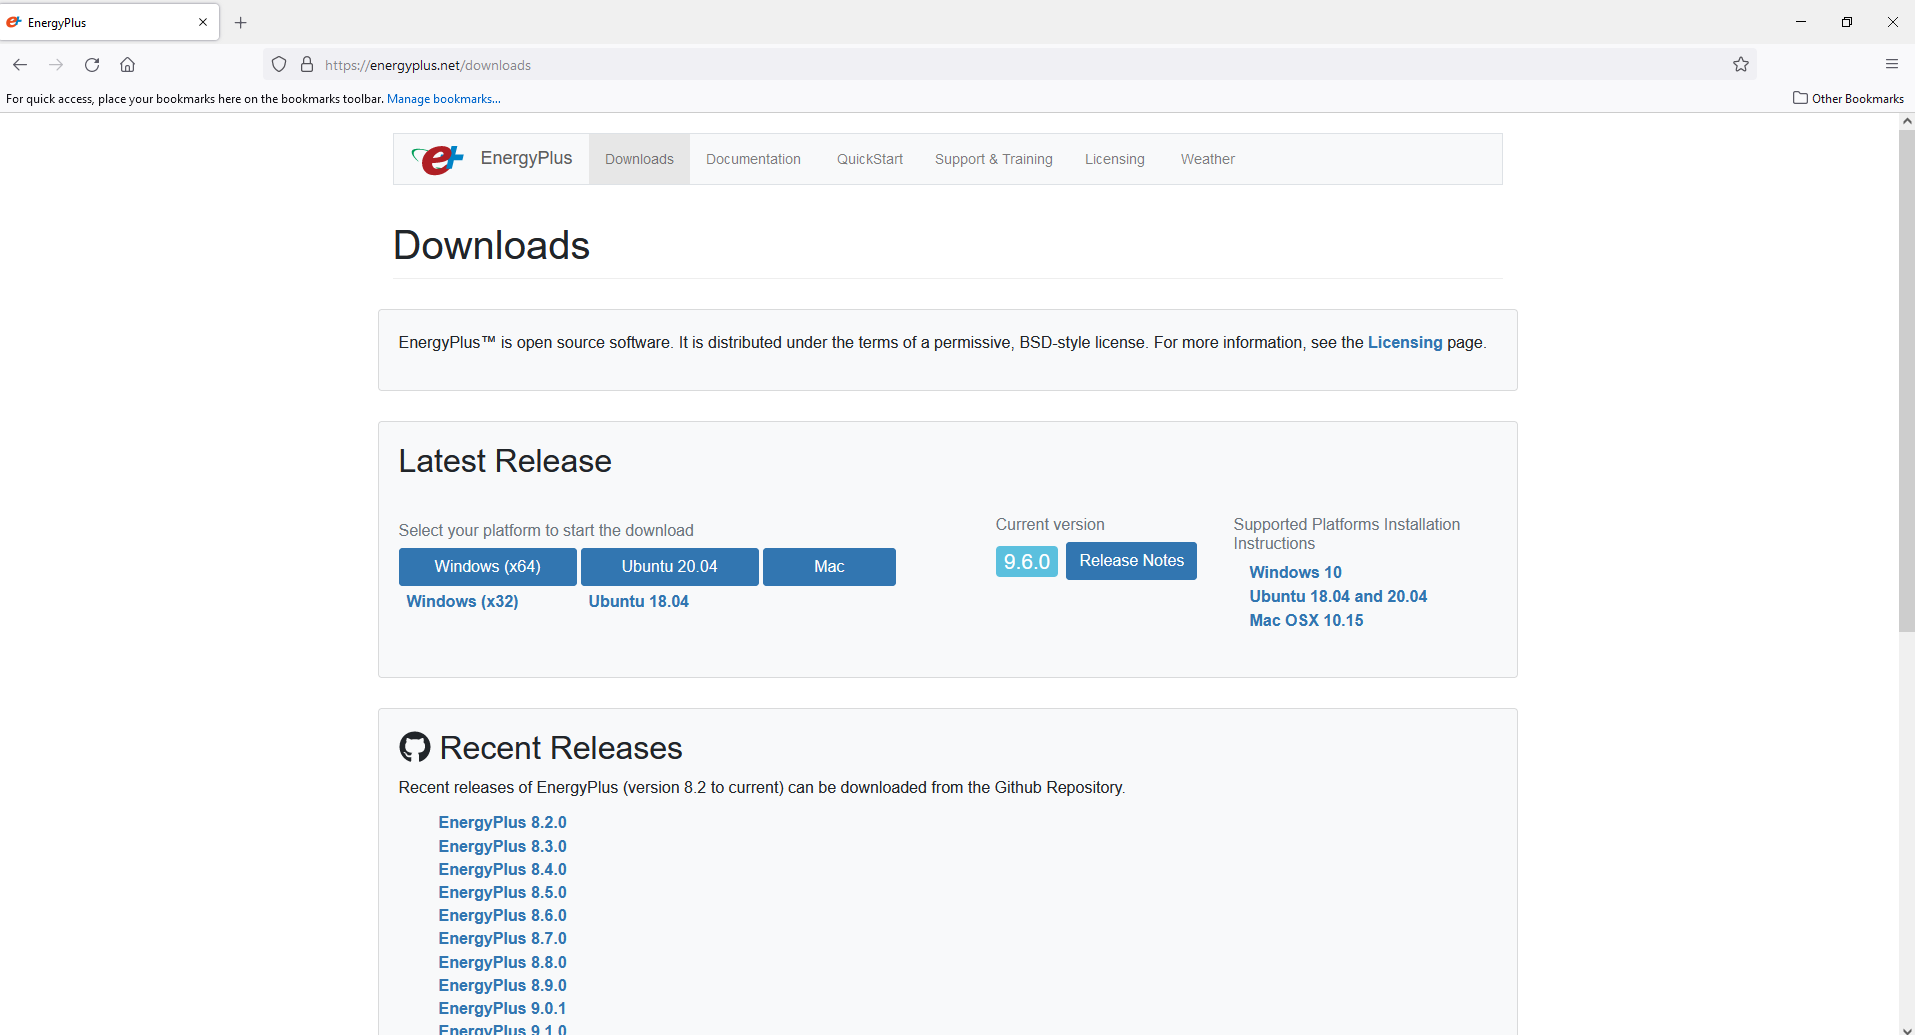 EnergyPlus
https://energyplus.net/downloads
For quick access, place your bookmarks here on the bookmarks toolbar. Manage bookmarks...
Other Bookmarks
e+ EnergyPlus Downloads Documentation QuickStart Support & Training Licensing Weather
Downloads
EnergyPlus™ is open source software. It is distributed under the terms of a permissive, BSD-style license. For more information, see the Licensing page.
Latest Release
Select your platform to start the download
Windows (x64) Ubuntu 20.04 Mac
Windows (x32) Ubuntu 18.04
Current version
9.6.0 Release Notes
Supported Platforms Installation
Instructions
Windows 10
Ubuntu 18.04 and 20.04
Mac OSX 10.15
Recent Releases
Recent releases of EnergyPlus (version 8.2 to current) can be downloaded from the Github Repository.
EnergyPlus 8.2.0
EnergyPlus 8.3.0
EnergyPlus 8.4.0
EnergyPlus 8.5.0
EnergyPlus 8.6.0
EnergyPlus 8.7.0
EnergyPlus 8.8.0
EnergyPlus 8.9.0
EnergyPlus 9.0.1
EnergyPlus 9.1.0